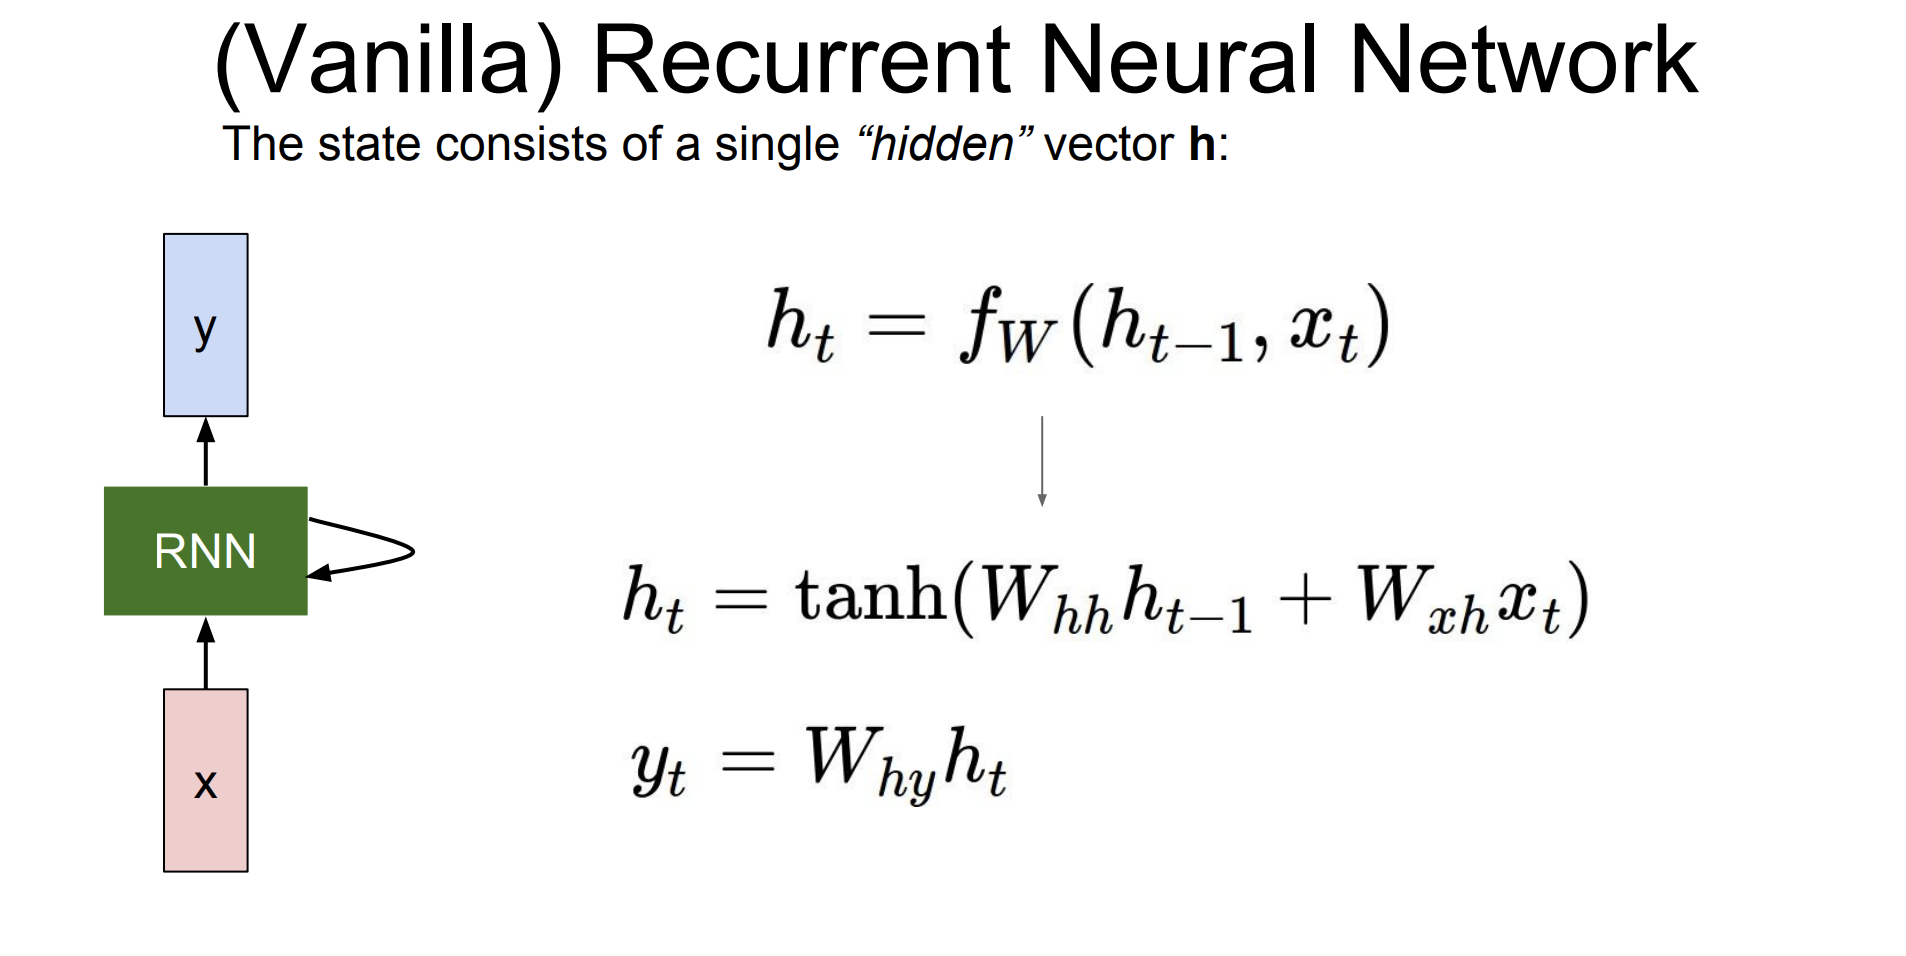 (Vanilla) Recurrent Neural Network
The state consists of a single “hidden” vector h:
y
RNN
x
h_t = f_W(h_{t-1}, x_t)
h_t = tanh(W_{hh}h_{t-1} + W_{xh}x_t)
y_t = W_{hy}h_t